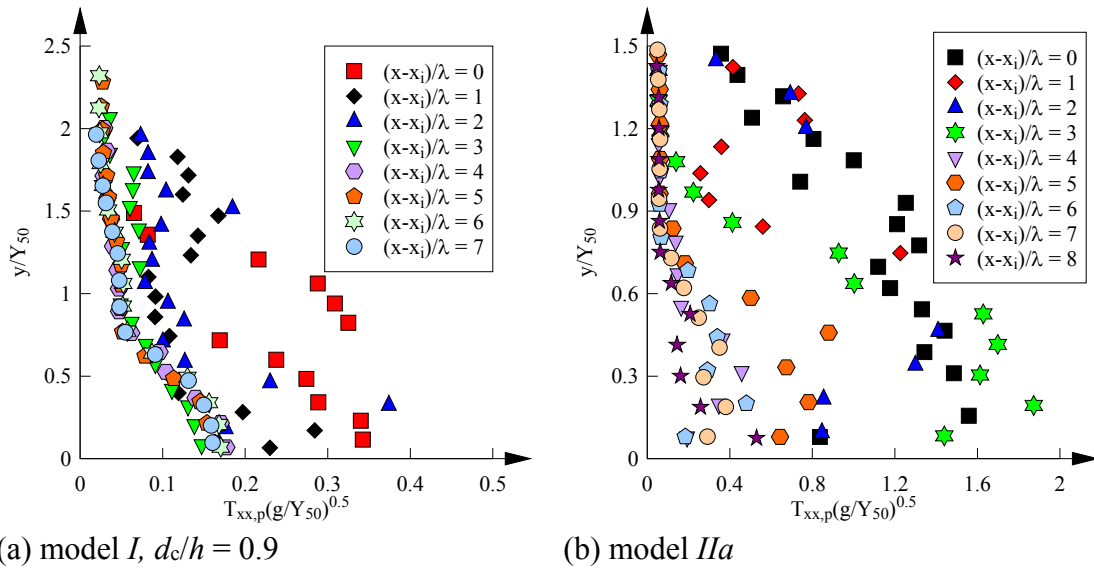 2.5
2
1.5
1
0.5
0
y/Y50
(x-xi)/λ = 0
(x-xi)/λ = 1
(x-xi)/λ = 2
(x-xi)/λ = 3
(x-xi)/λ = 4
(x-xi)/λ = 5
(x-xi)/λ = 6
(x-xi)/λ = 7
0 0.1 0.2 0.3 0.4 0.5
Txx,p(g/Y50)0.5
(a) model I, dc/h = 0.9
1.5
1.2
0.9
0.6
0.3
0
y/Y50
(x-xi)/λ = 0
(x-xi)/λ = 1
(x-xi)/λ = 2
(x-xi)/λ = 3
(x-xi)/λ = 4
(x-xi)/λ = 5
(x-xi)/λ = 6
(x-xi)/λ = 7
(x-xi)/λ = 8
0 0.4 0.8 1.2 1.6 2
Txx,p(g/Y50)0.5
(b) model IIa